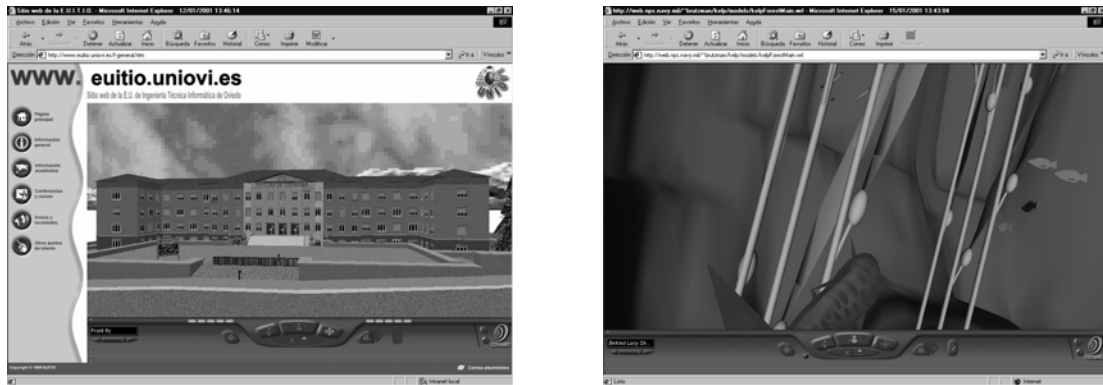 Sitio web de la E.U.I.T.I.O. - Microsoft Internet Explorer 12/01/2001 13:46:14
Archivo Edición Ver Favoritos Herramientas Ayuda
Atrás Detener Actualizar Inicio Búsqueda Favoritos Historial Correo Imprimir Modificar
Dirección http://www.euitio.uniovi.es/f-general.htm Ir a Vínculos
www. euitio.uniovi.es
Sitio web de la E.U. de Ingeniería Técnica Informática de Oviedo
Página
principal
Información
general
Información
académica
Conferencias
y cursos
Avisos y
novedades
Otros puntos
de interés
Front
COSMO
Copyright © 1999 EUITIO
Correo electrónico
Intranet local
http://web.nps.navy.mil/~brutzman/kelp/models/kelpForestMain.wrl - Microsoft Internet Explorer 15/01/2001 13:43:04
Archivo Edición Ver Favoritos Herramientas Ayuda
Atrás Detener Actualizar Inicio Búsqueda Favoritos Historial Correo Imprimir
Dirección http://web.nps.navy.mil/~brutzman/kelp/models/kelpForestMain.wrl Ir a Vínculos
Behind Lucy Sh...
COSMO
Listo
Internet